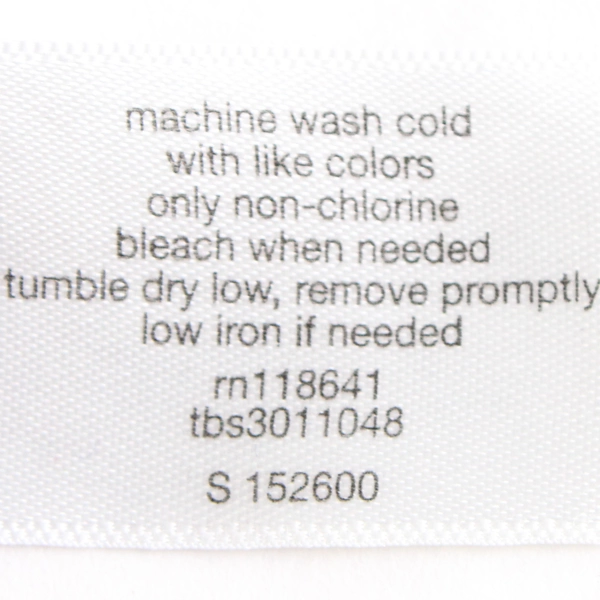 machine wash cold
with like colors
only non-chlorine
bleach when needed
tumble dry low, remove promptly
low iron if needed
rn118641
tbs3011048
S 152600